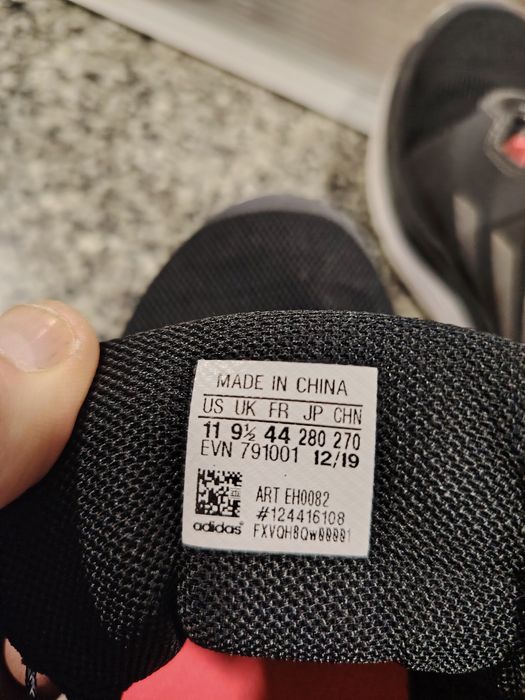 MADE IN CHINA
US UK FR JP CHN
11 9½ 44 280 270
EVN 791001 12/19
ART EH0082
#124416108
adidas® FXVQH8Qw00001